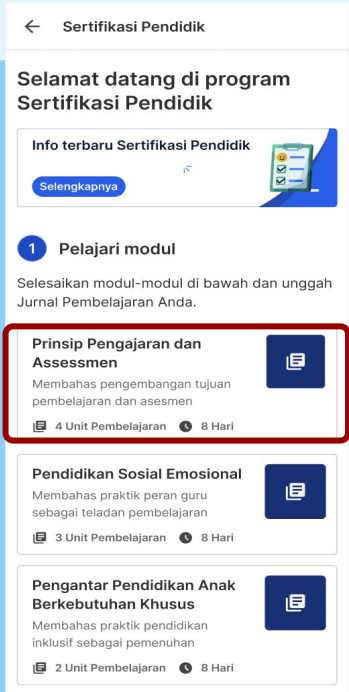 Sertifikasi Pendidik
Selamat datang di program
Sertifikasi Pendidik
Info terbaru Sertifikasi Pendidik
Selengkapnya
1 Pelajari modul
Selesaikan modul-modul di bawah dan unggah
Jurnal Pembelajaran Anda.
Prinsip Pengajaran dan
Assessmen
Membahas pengembangan tujuan
pembelajaran dan asesmen
4 Unit Pembelajaran 8 Hari
Pendidikan Sosial Emosional
Membahas praktik peran guru
sebagai teladan pembelajaran
3 Unit Pembelajaran 8 Hari
Pengantar Pendidikan Anak
Berkebutuhan Khusus
Membahas praktik pendidikan
inklusif sebagai pemenuhan
2 Unit Pembelajaran 8 Hari